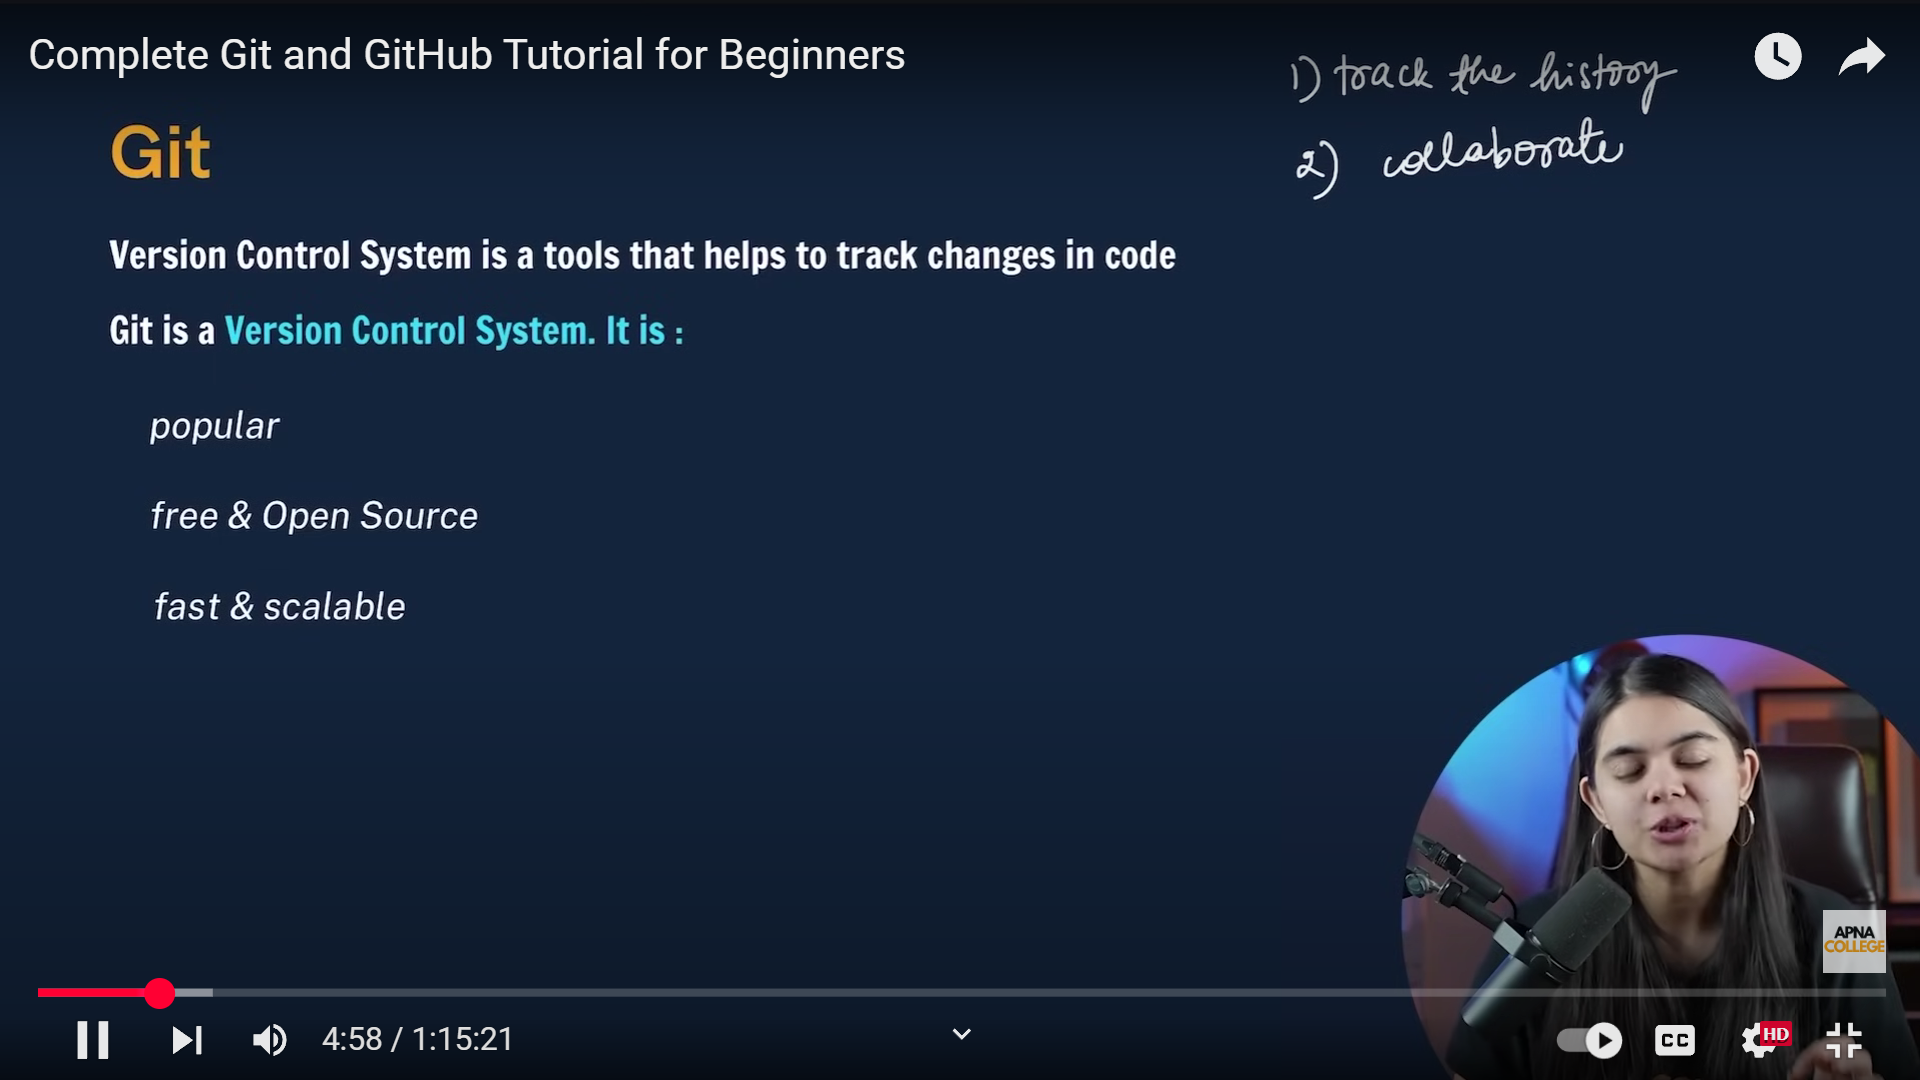 Complete Git and GitHub Tutorial for Beginners
1) track the history
2) collaborate
Git
Version Control System is a tools that helps to track changes in code
Git is a Version Control System. It is :
popular
free & Open Source
fast & scalable
APNA
COLLEGE
4:58 / 1:15:21
CC
HD